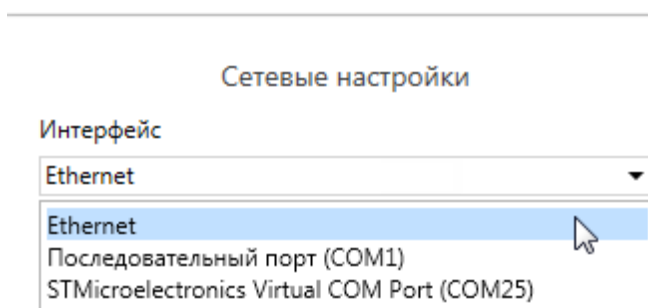 Сетевые настройки
Интерфейс
Ethernet
Ethernet
Последовательный порт (COM1)
STMicroelectronics Virtual COM Port (COM25)